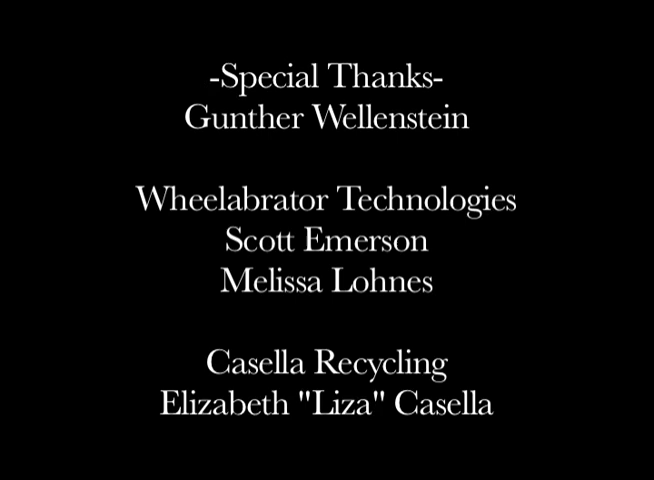 -Special Thanks-
Gunther Wellenstein
Wheelabrator Technologies
Scott Emerson
Melissa Lohnes
Casella Recycling
Elizabeth "Liza" Casella